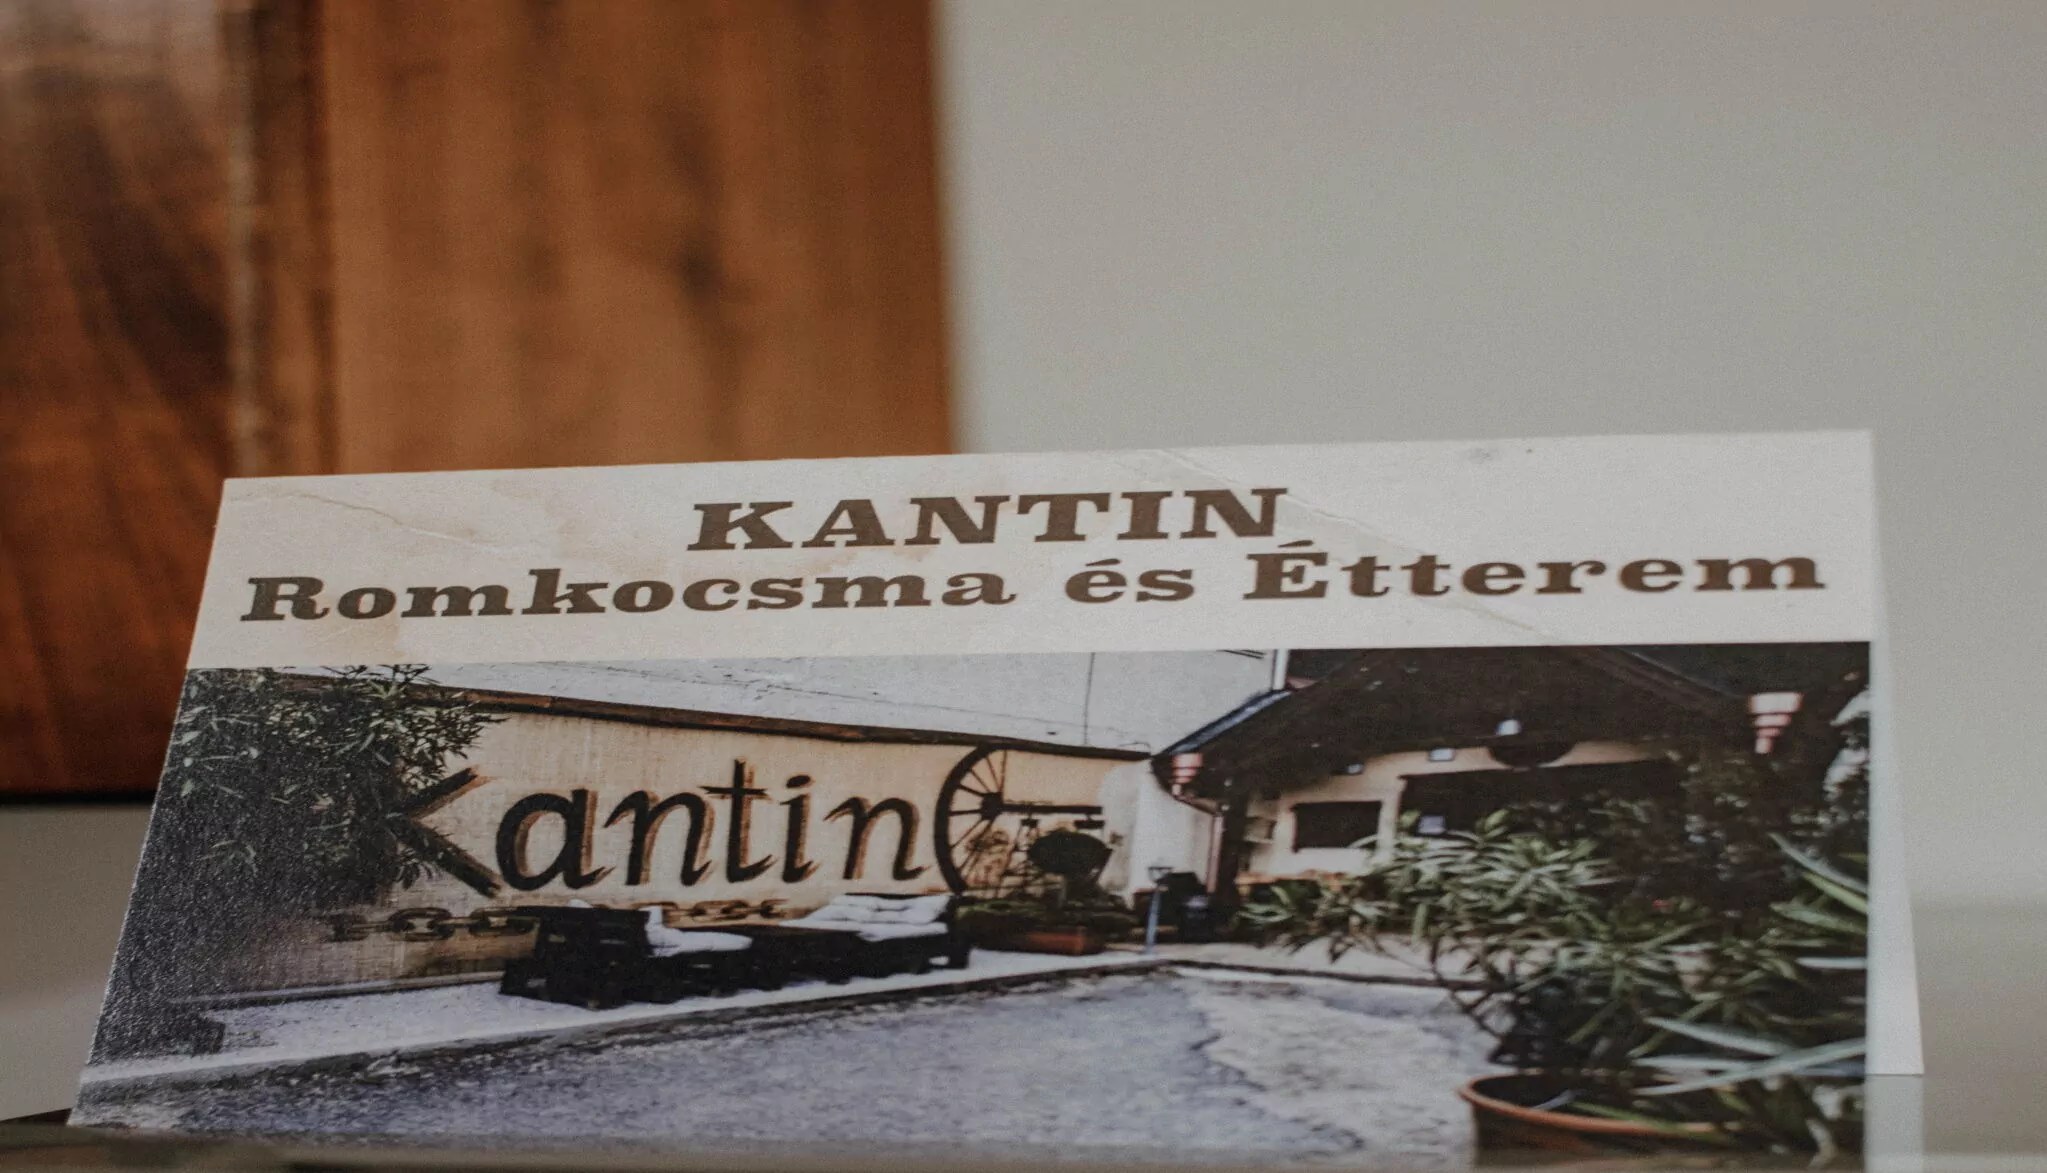 KANTIN
Romkocsma és Étterem
Kantin